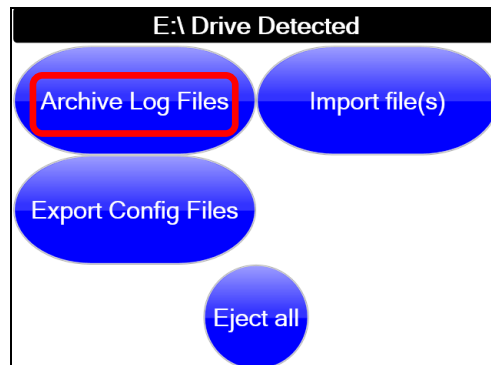 E:\ Drive Detected
Archive Log Files
Import file(s)
Export Config Files
Eject all